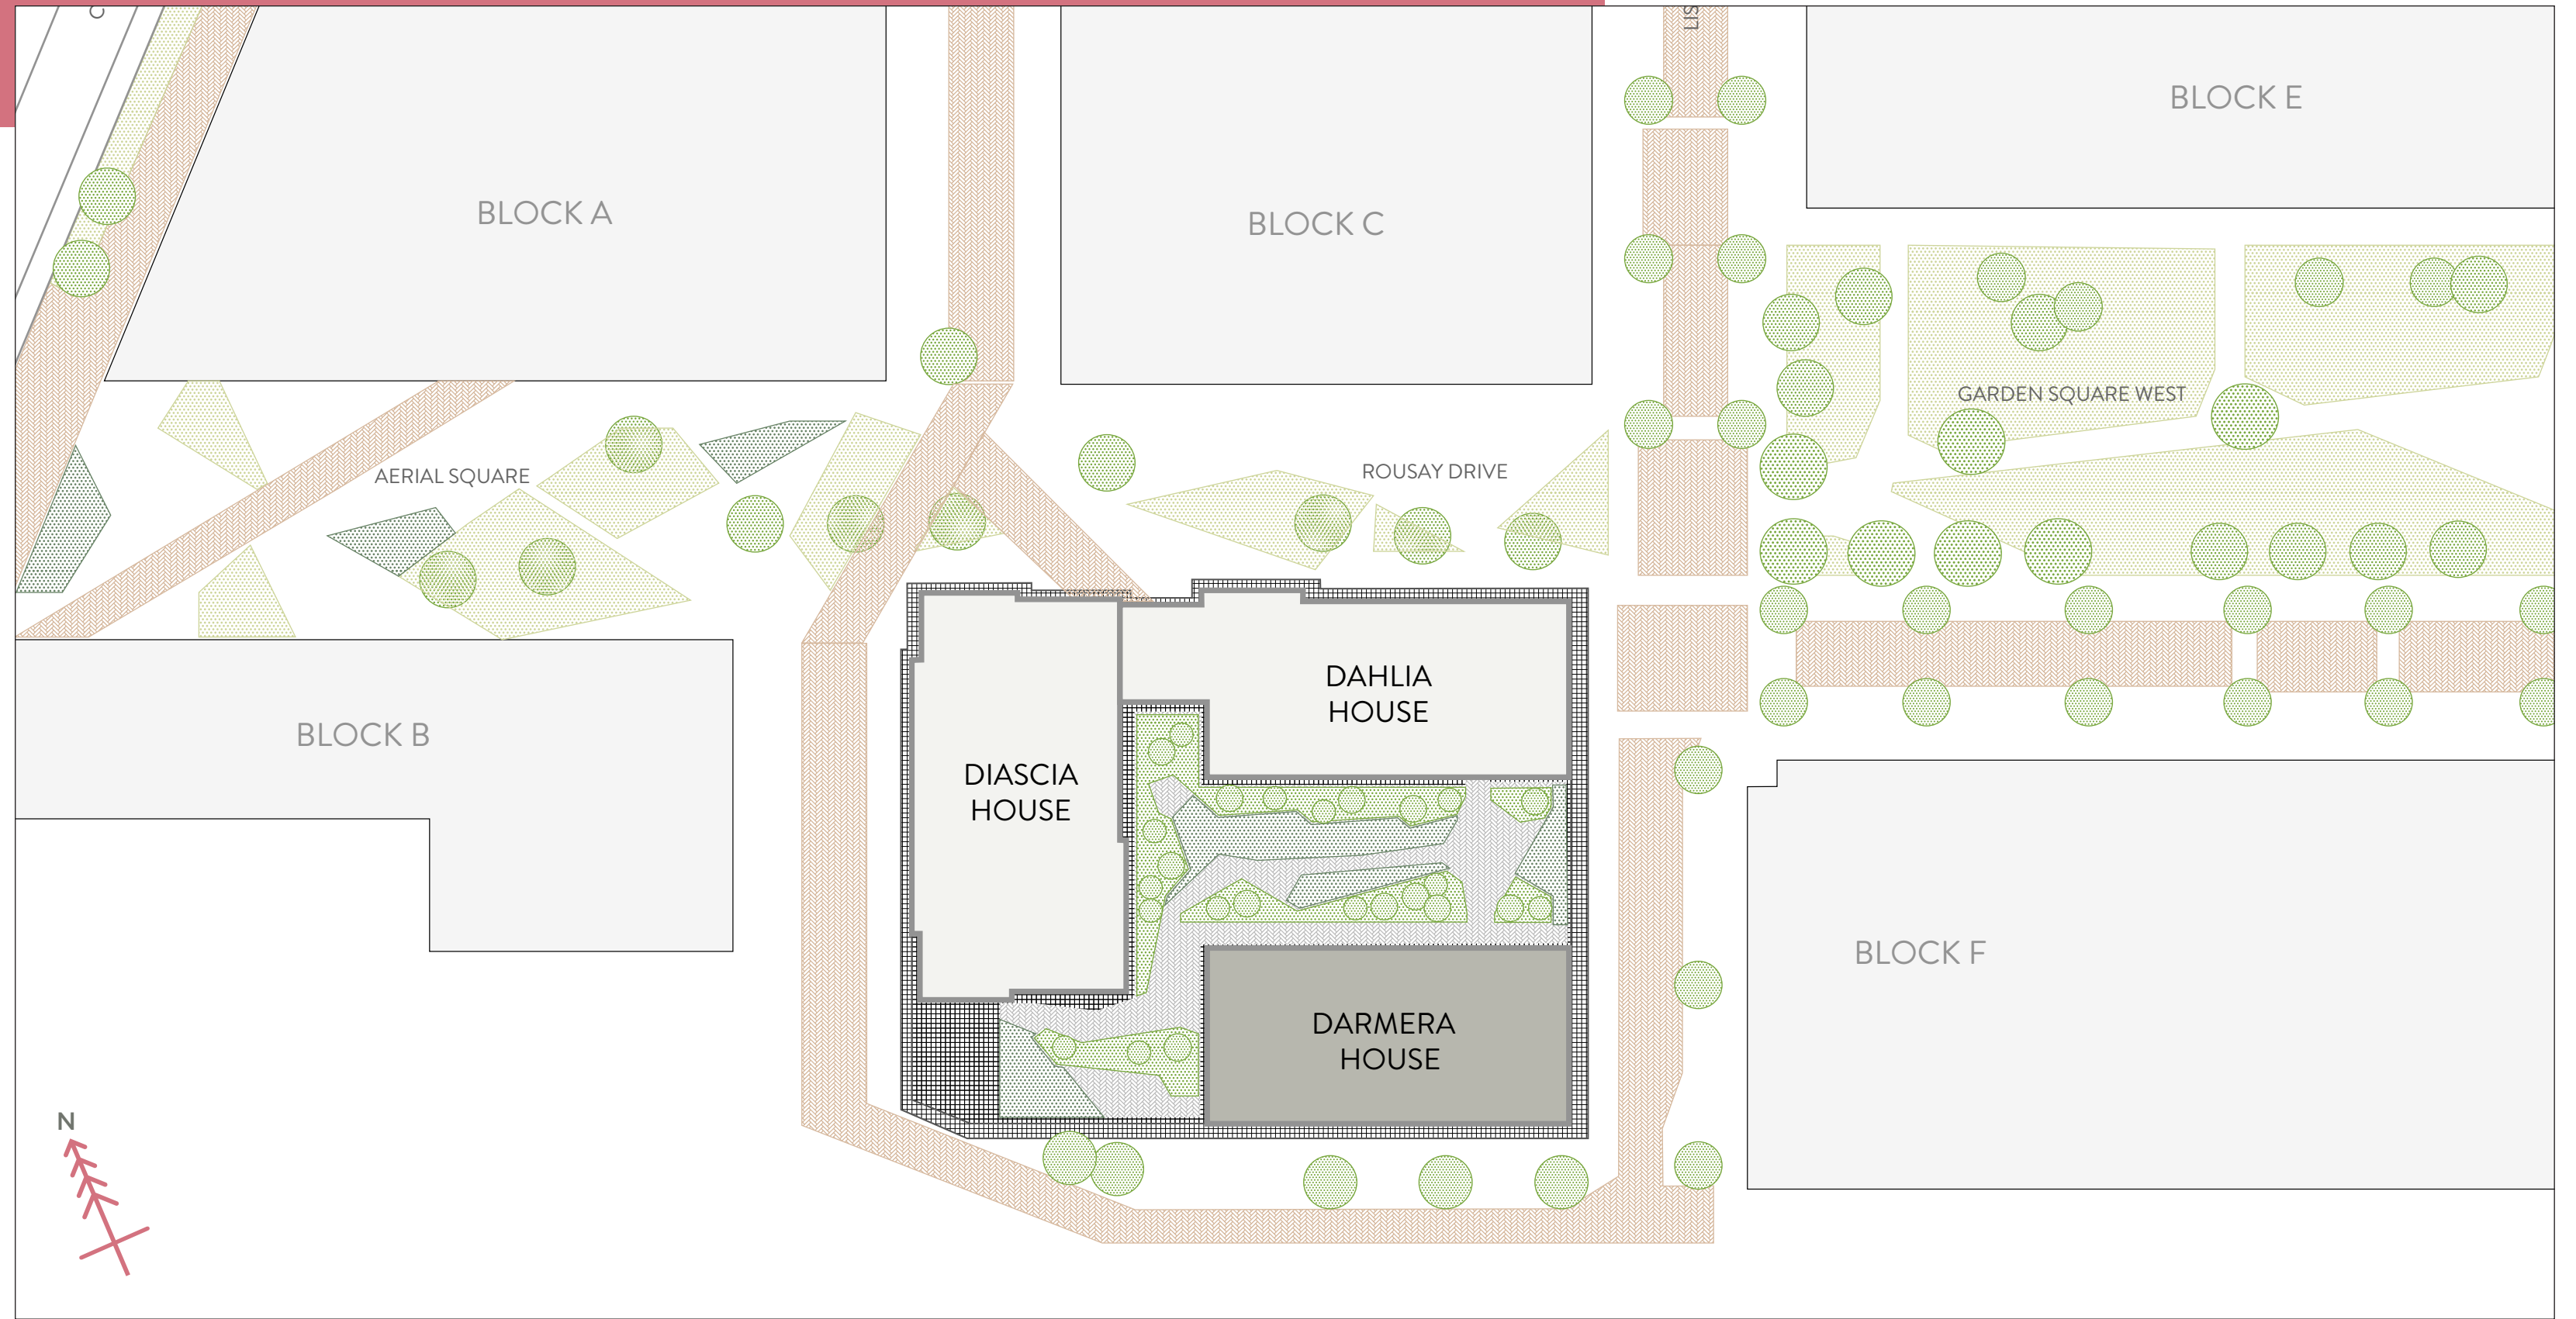 BLOCK A
BLOCK C
BLOCK E
AERIAL SQUARE
ROUSAY DRIVE
GARDEN SQUARE WEST
BLOCK B
DIASCIA
HOUSE
DAHLIA
HOUSE
DARMERA
HOUSE
BLOCK F
N